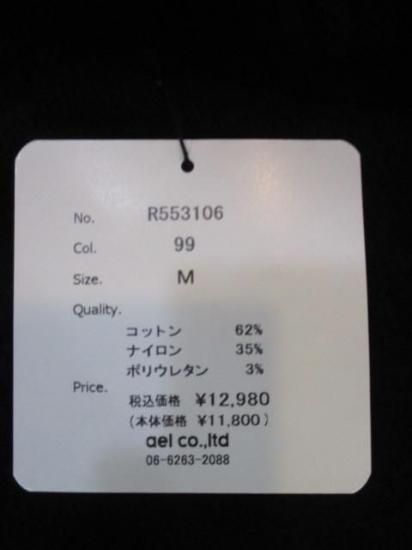 No. R553106
Col. 99
Size. M
Quality.
コットン 62%
ナイロン 35%
ポリウレタン 3%
Price.
税込価格 ¥12,980
(本体価格 ¥11,800)
ael co.,ltd
06-6263-2088